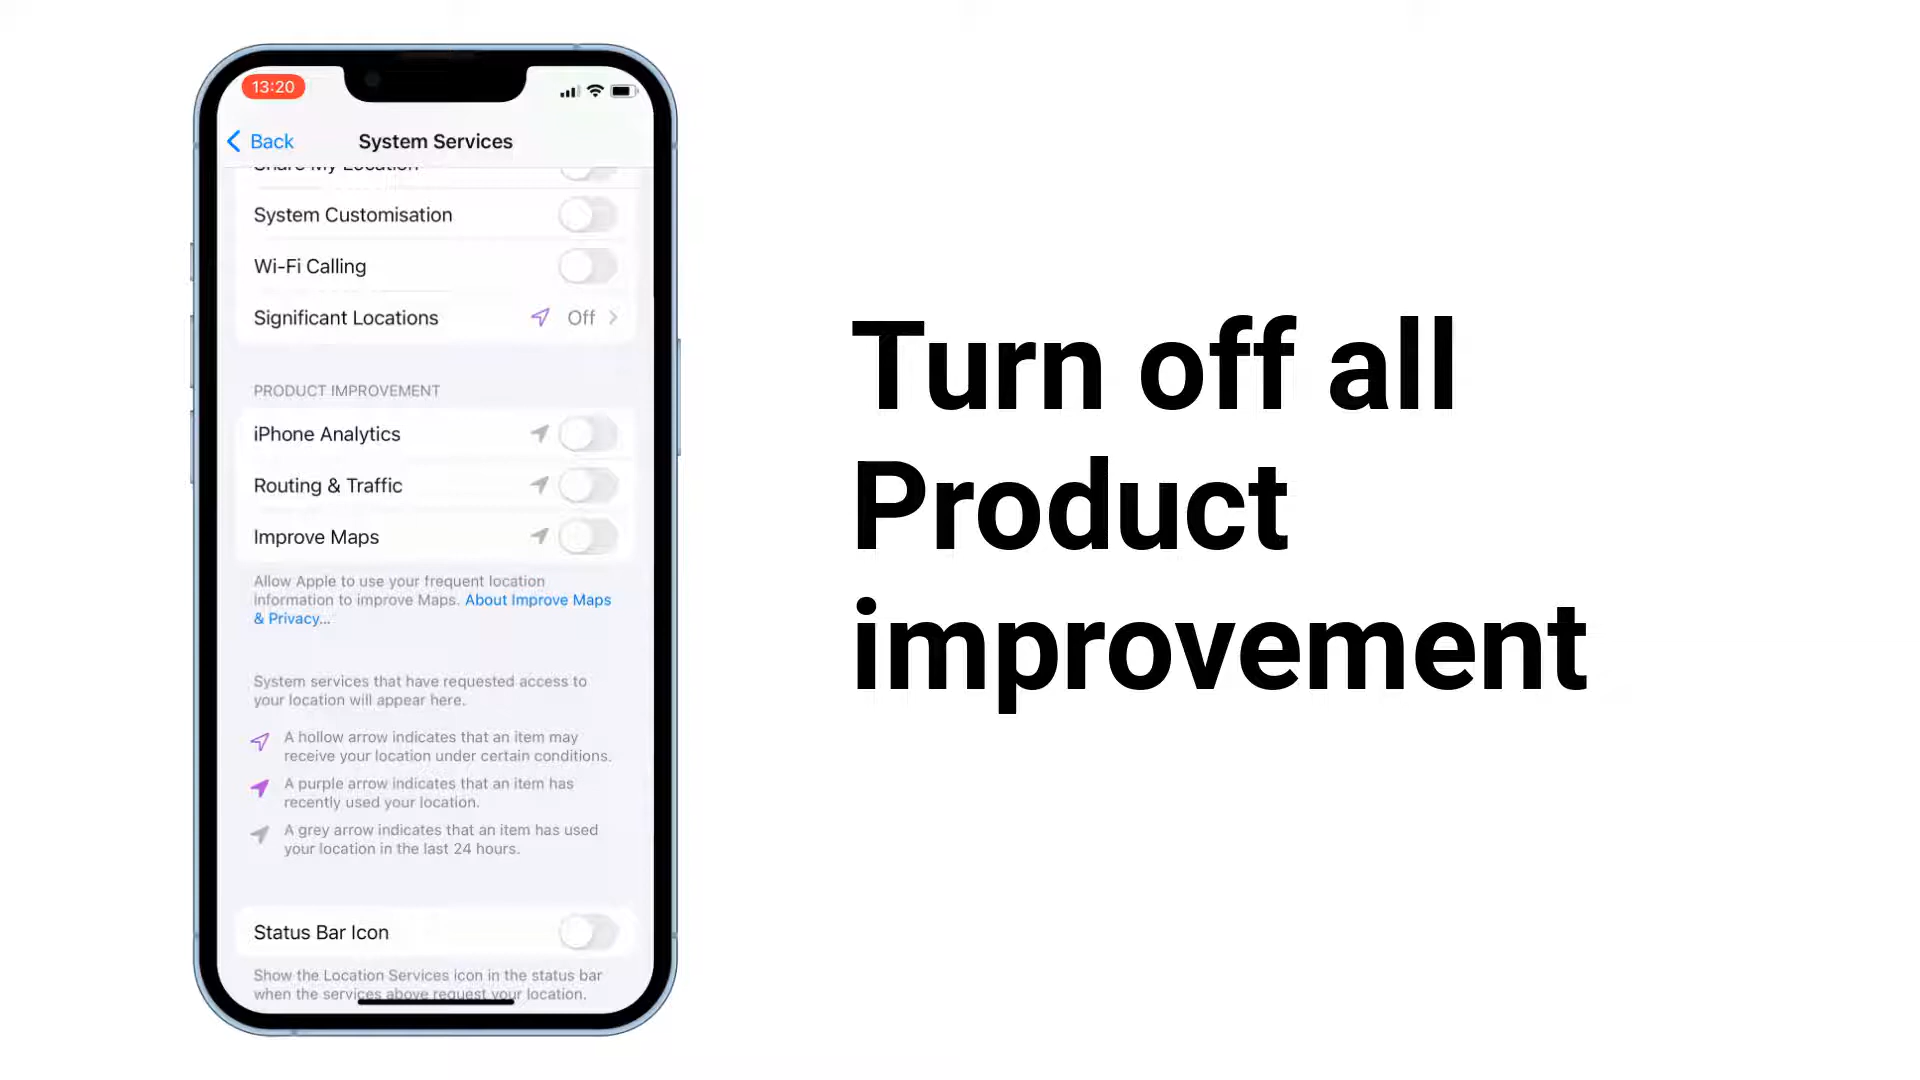 13:20
Back
System Services
Share My Location
System Customisation
Wi-Fi Calling
Significant Locations Off
PRODUCT IMPROVEMENT
iPhone Analytics
Routing & Traffic
Improve Maps
Allow Apple to use your frequent location
information to improve Maps. About Improve Maps
& Privacy...
System services that have requested access to
your location will appear here.
A hollow arrow indicates that an item may
receive your location under certain conditions.
A purple arrow indicates that an item has
recently used your location.
A grey arrow indicates that an item has used
your location in the last 24 hours.
Status Bar Icon
Show the Location Services icon in the status bar
when the services above request your location.
Turn off all
Product
improvement